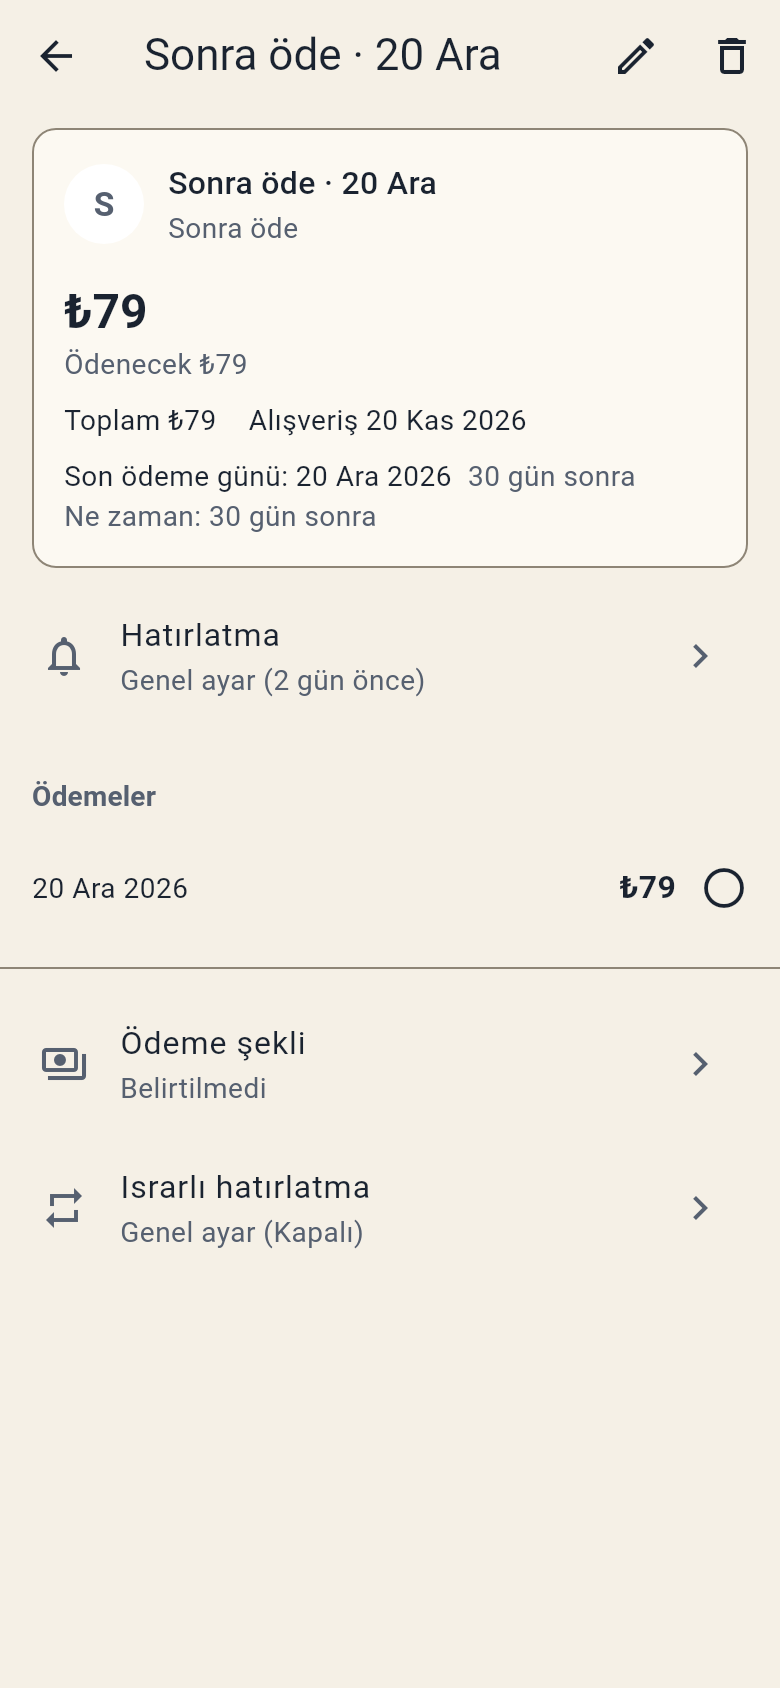 Sonra öde · 20 Ara
S
Sonra öde · 20 Ara
Sonra öde
₺79
Ödenecek ₺79
Toplam ₺79 Alışveriş 20 Kas 2026
Son ödeme günü: 20 Ara 2026 30 gün sonra
Ne zaman: 30 gün sonra
Hatırlatma
Genel ayar (2 gün önce)
Ödemeler
20 Ara 2026 ₺79
Ödeme şekli
Belirtilmedi
Israrlı hatırlatma
Genel ayar (Kapalı)